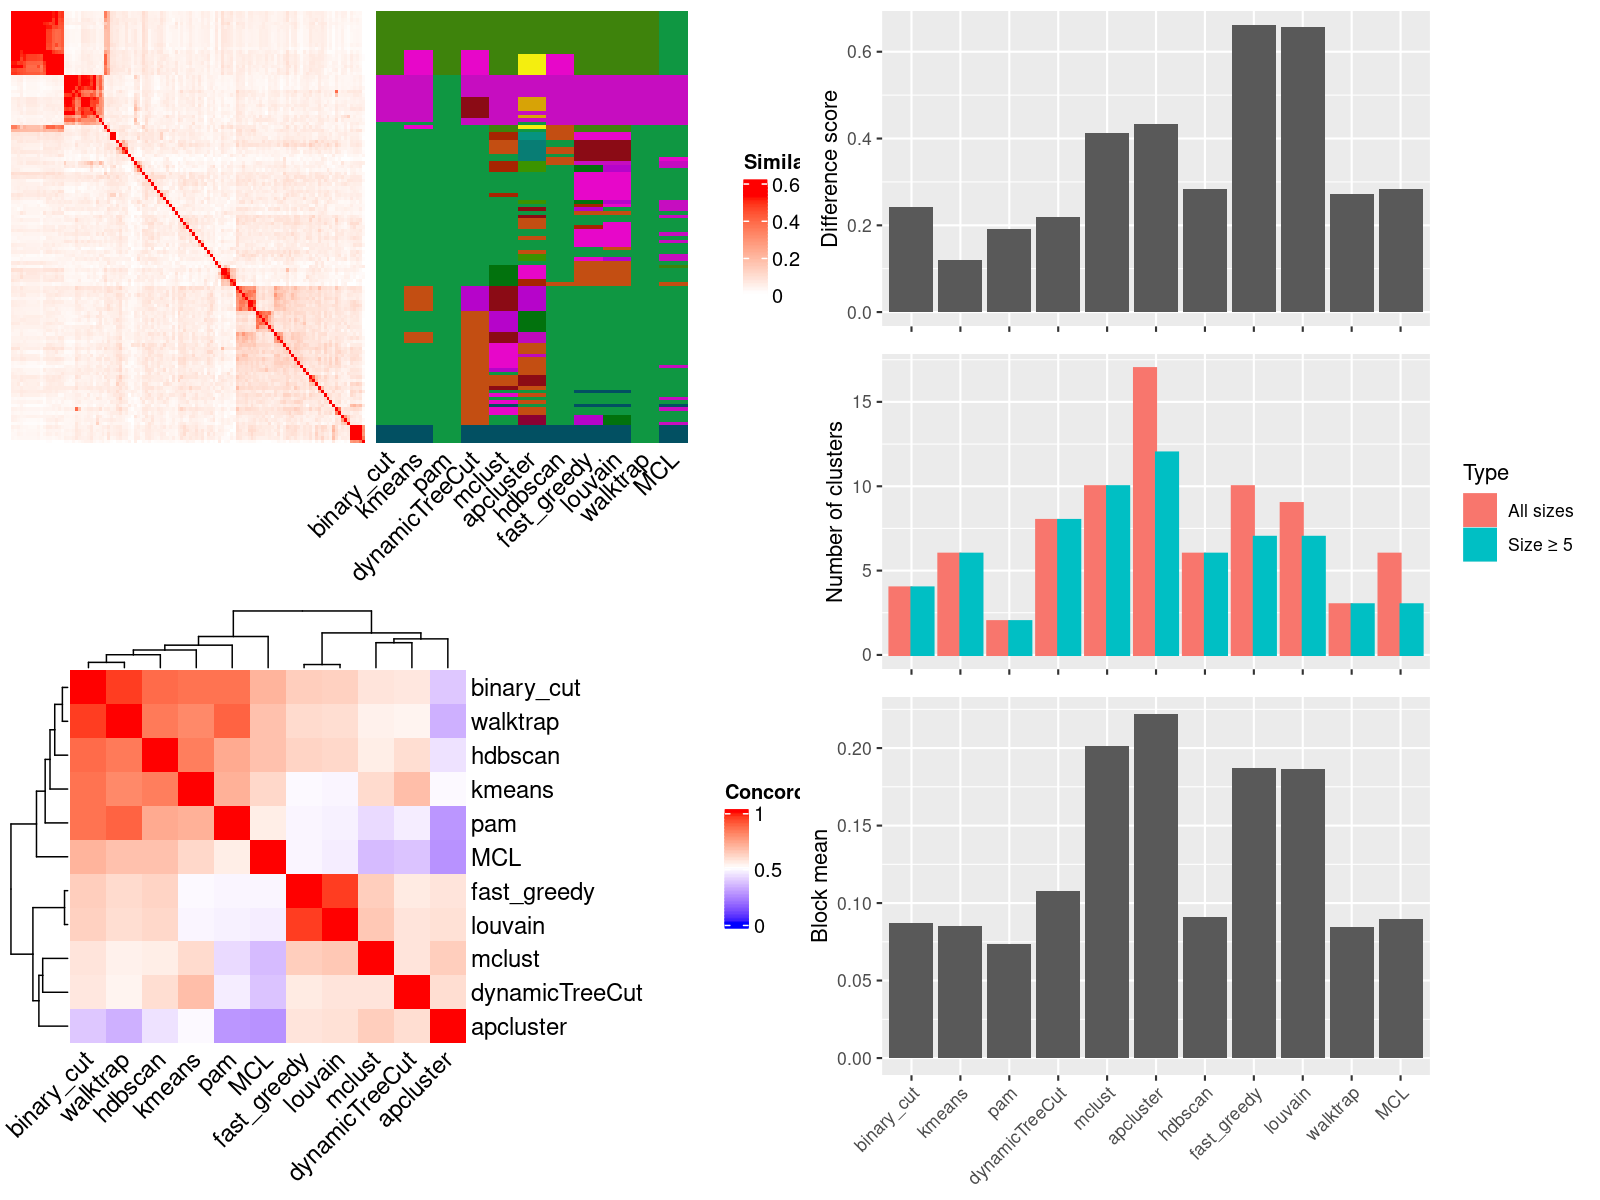 Simila
0.6
0.4
0.2
0
binary_cut
kmeans
pam
dynamicTreeCut
mclust
apcluster
hdbscan
fast_greedy
louvain
walktrap
MCL
binary_cut
walktrap
hdbscan
kmeans
pam
MCL
fast_greedy
louvain
mclust
dynamicTreeCut
apcluster
Concord
1
0.5
0
binary_cut
walktrap
hdbscan
kmeans
pam
MCL
fast_greedy
louvain
mclust
dynamicTreeCut
apcluster
Difference score
0.6
0.4
0.2
0.0
Number of clusters
15
10
5
0
Type
All sizes
Size ≥ 5
Block mean
0.20
0.15
0.10
0.05
0.00
binary_cut
kmeans
pam
dynamicTreeCut
mclust
apcluster
hdbscan
fast_greedy
louvain
walktrap
MCL